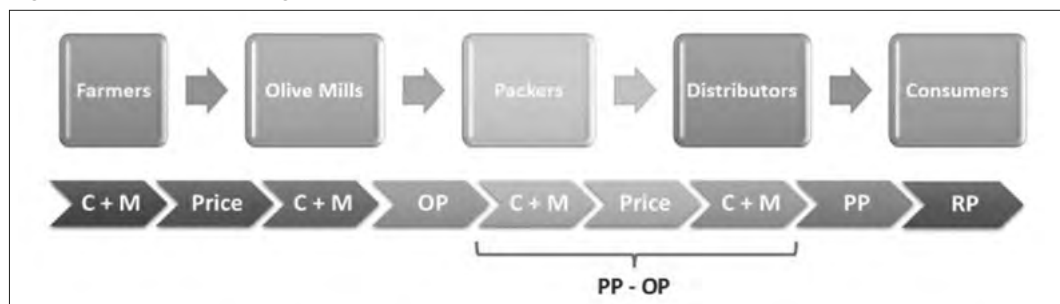 Farmers Olive Mills Packers Distributors Consumers
C + M Price C + M OP C + M Price C + M PP RP
PP - OP